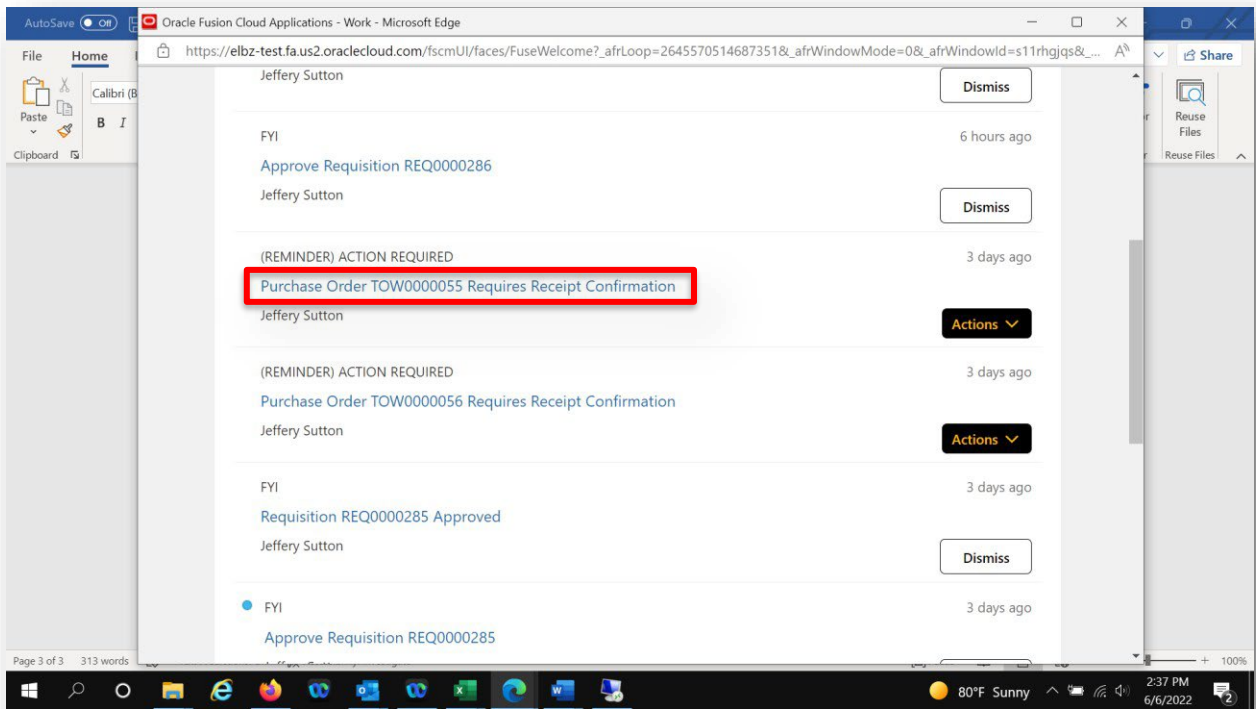 AutoSave Off
Oracle Fusion Cloud Applications - Work - Microsoft Edge
https://elbz-test.fa.us2.oraclecloud.com/fscmUI/faces/FuseWelcome?_afrLoop=2645570514687351&_afrWindowMode=0&_afrWindowId=s11rhgjqs&_...
File Home
Share
Calibri (B
Paste
B I
Clipboard
Reuse
Files
Reuse Files
Jeffery Sutton
Dismiss
FYI
6 hours ago
Approve Requisition REQ0000286
Jeffery Sutton
Dismiss
(REMINDER) ACTION REQUIRED
3 days ago
Purchase Order TOW0000055 Requires Receipt Confirmation
Jeffery Sutton
Actions
(REMINDER) ACTION REQUIRED
3 days ago
Purchase Order TOW0000056 Requires Receipt Confirmation
Jeffery Sutton
Actions
FYI
3 days ago
Requisition REQ0000285 Approved
Jeffery Sutton
Dismiss
FYI
3 days ago
Approve Requisition REQ0000285
Page 3 of 3 313 words
100%
80°F Sunny
2:37 PM
6/6/2022
2